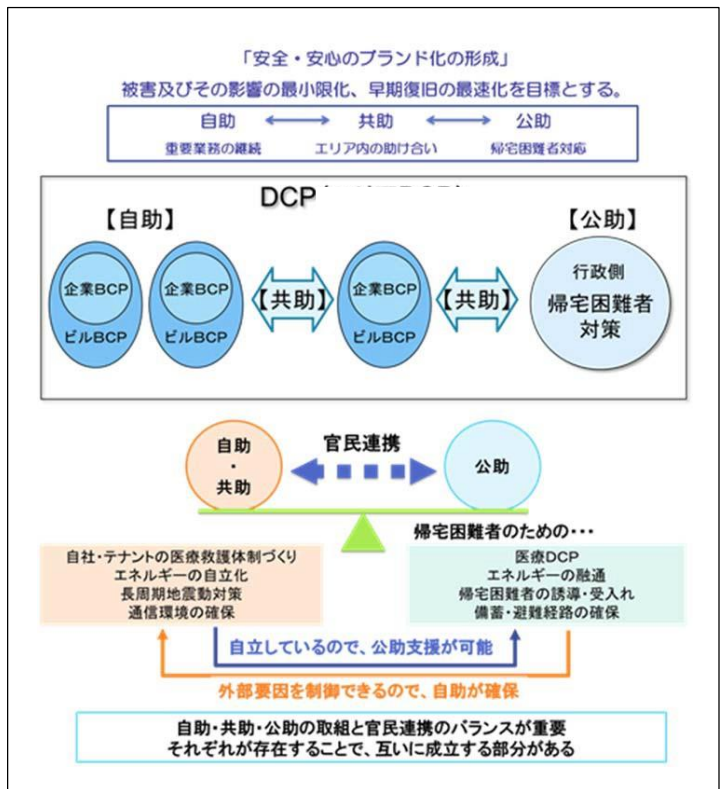 「安全・安心のブランド化の形成」
被害及びその影響の最小限化、早期復旧の最速化を目標とする。
自助 共助 公助
重要業務の継続 エリア内の助け合い 帰宅困難者対応
DCP
【自助】
【公助】
企業BCP
ビルBCP
企業BCP
ビルBCP
【共助】
企業BCP
ビルBCP
【共助】
行政側
帰宅困難者
対策
自助
・
共助
官民連携
公助
帰宅困難者のための・・・
自社・テナントの医療救護体制づくり
エネルギーの自立化
長周期地震動対策
通信環境の確保
医療DCP
エネルギーの融通
帰宅困難者の誘導・受入れ
備蓄・避難経路の確保
自立しているので、公助支援が可能
外部要因を制御できるので、自助が確保
自助・共助・公助の取組と官民連携のバランスが重要
それぞれが存在することで、互いに成立する部分がある